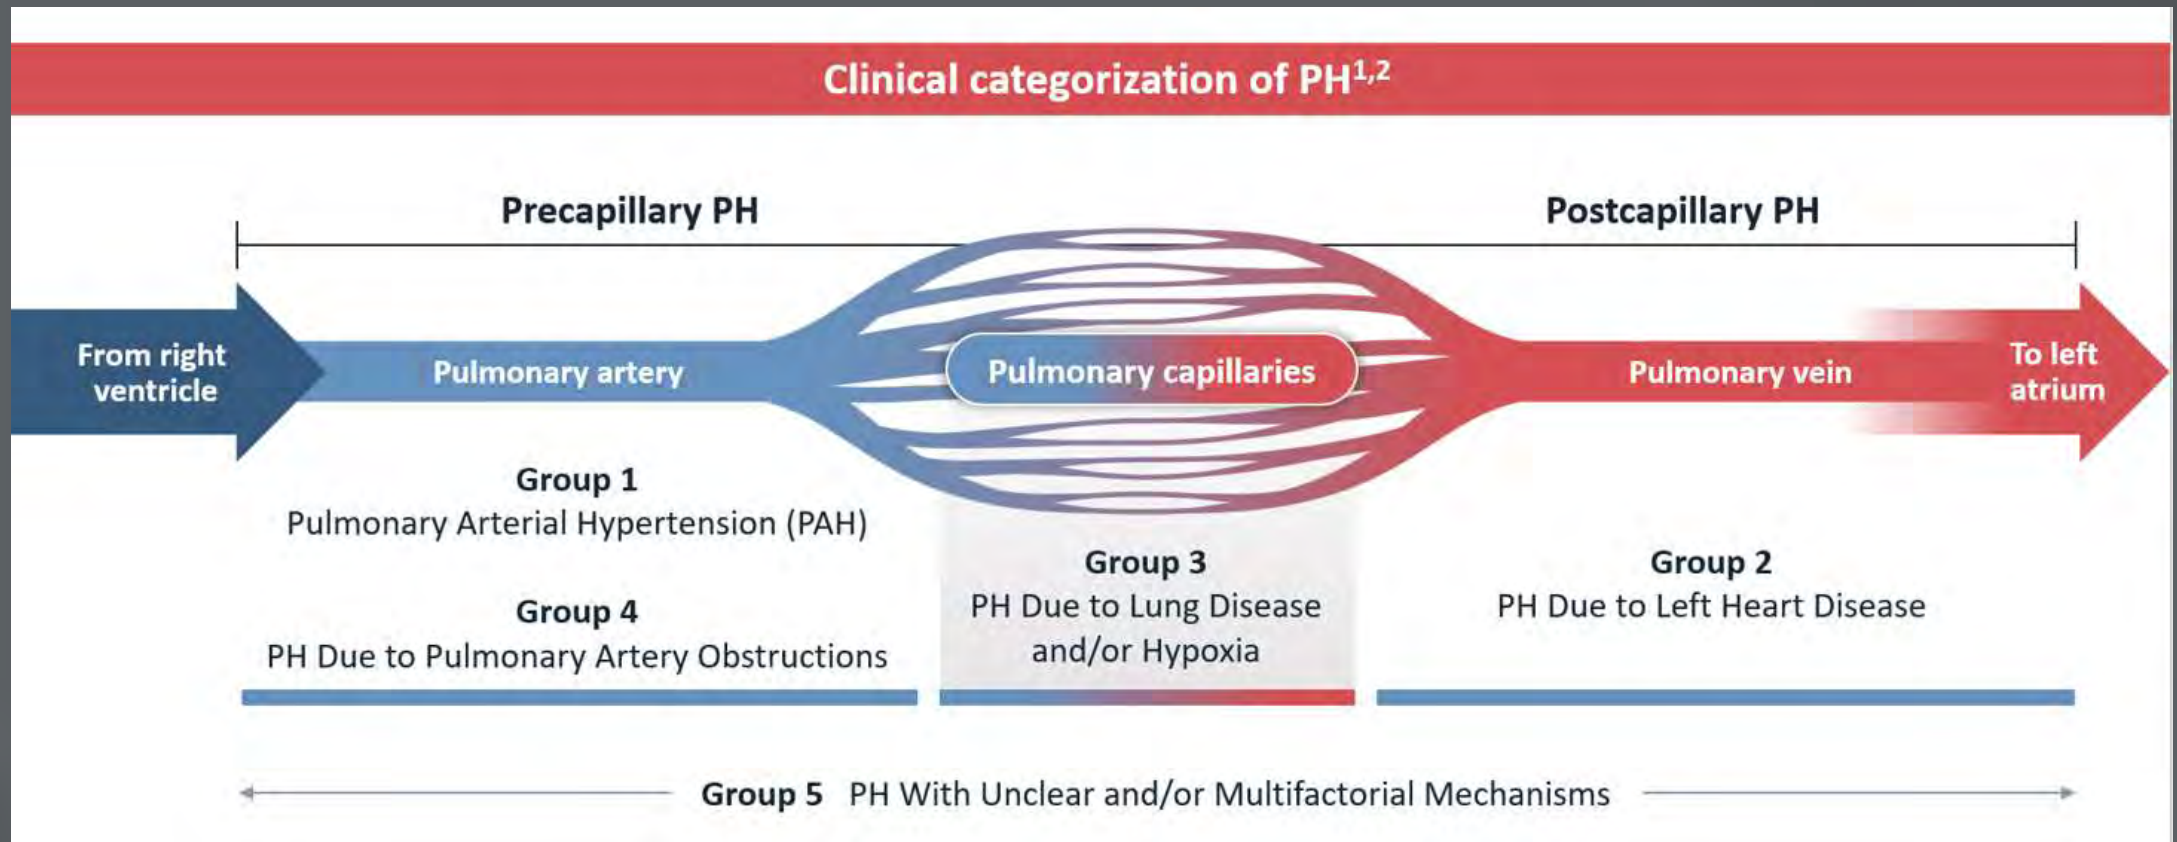 Clinical categorization of PH1,2
Precapillary PH
Postcapillary PH
From right
ventricle
Pulmonary artery
Pulmonary capillaries
Pulmonary vein
To left
atrium
Group 1
Pulmonary Arterial Hypertension (PAH)
Group 4
PH Due to Pulmonary Artery Obstructions
Group 3
PH Due to Lung Disease
and/or Hypoxia
Group 2
PH Due to Left Heart Disease
Group 5 PH With Unclear and/or Multifactorial Mechanisms